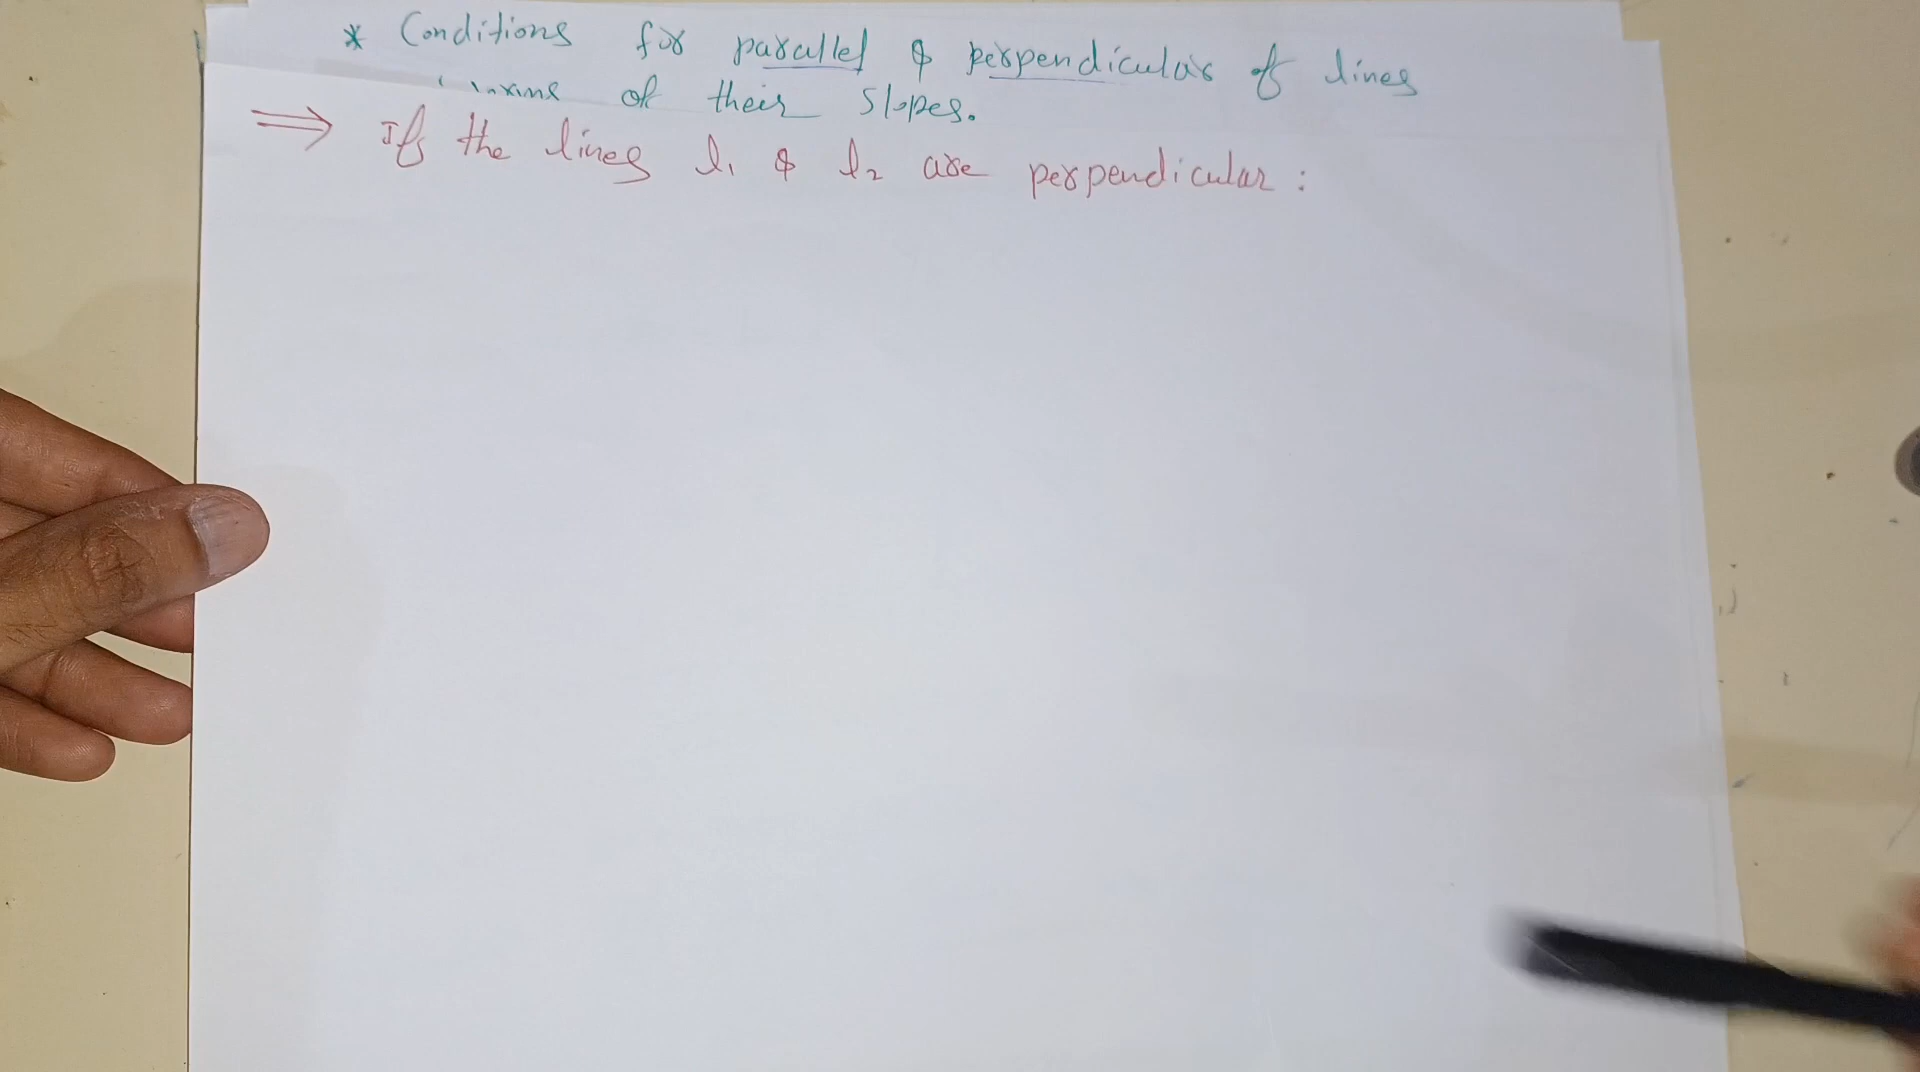 * Conditions for parallel & perpendicular of lines
of their slopes.
⇒ If the lines l₁ & l₂ are perpendicular :